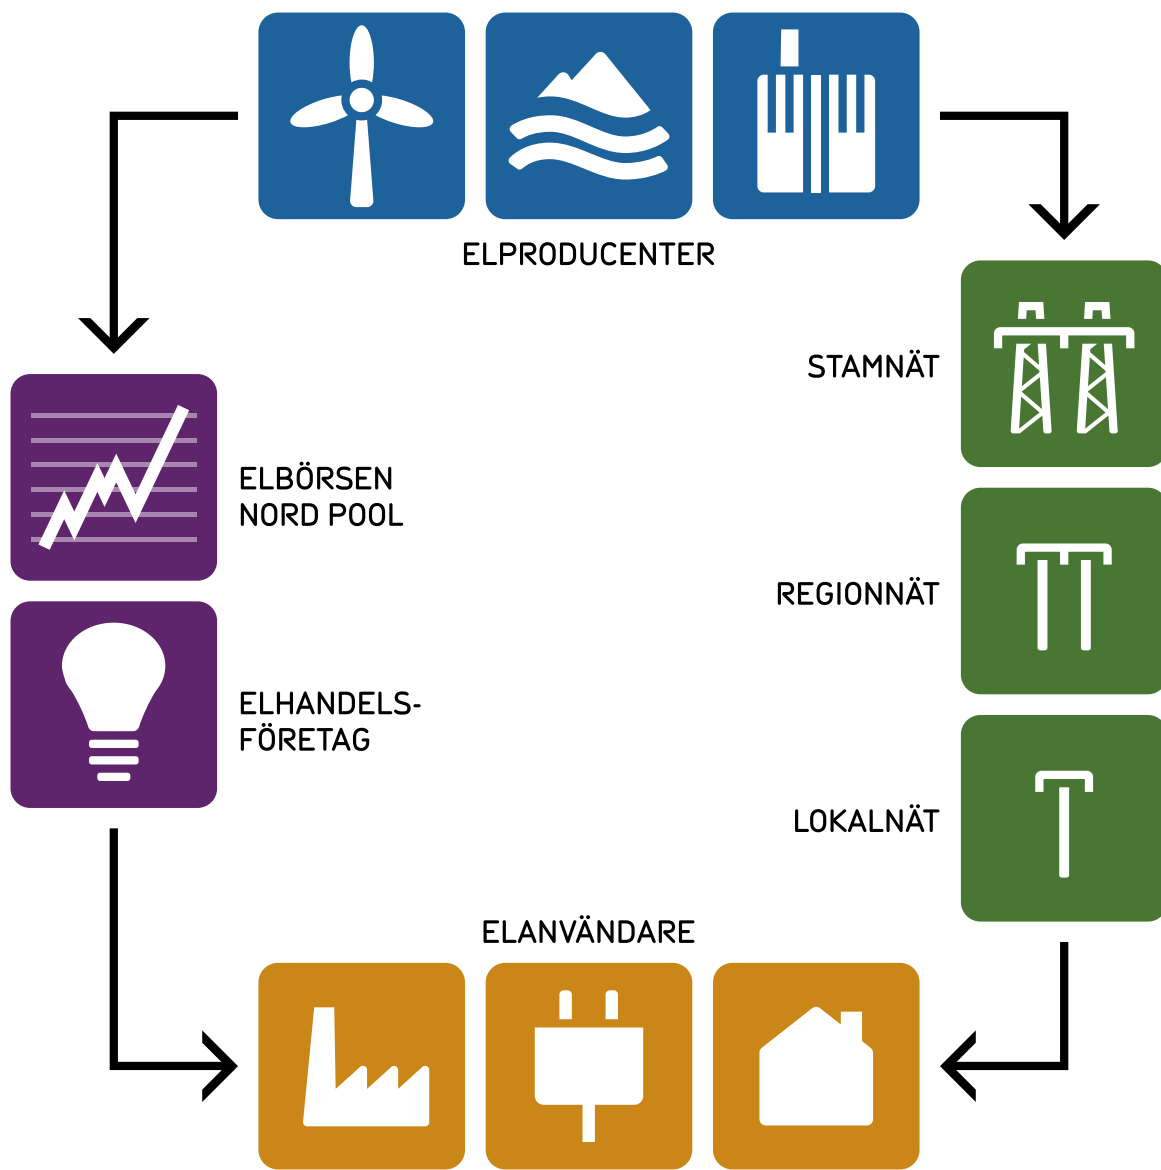 ELPRODUCENTER
STAMNÄT
ELBÖRSEN
NORD POOL
REGIONNÄT
ELHANDELS-
FÖRETAG
LOKALNÄT
ELANVÄNDARE